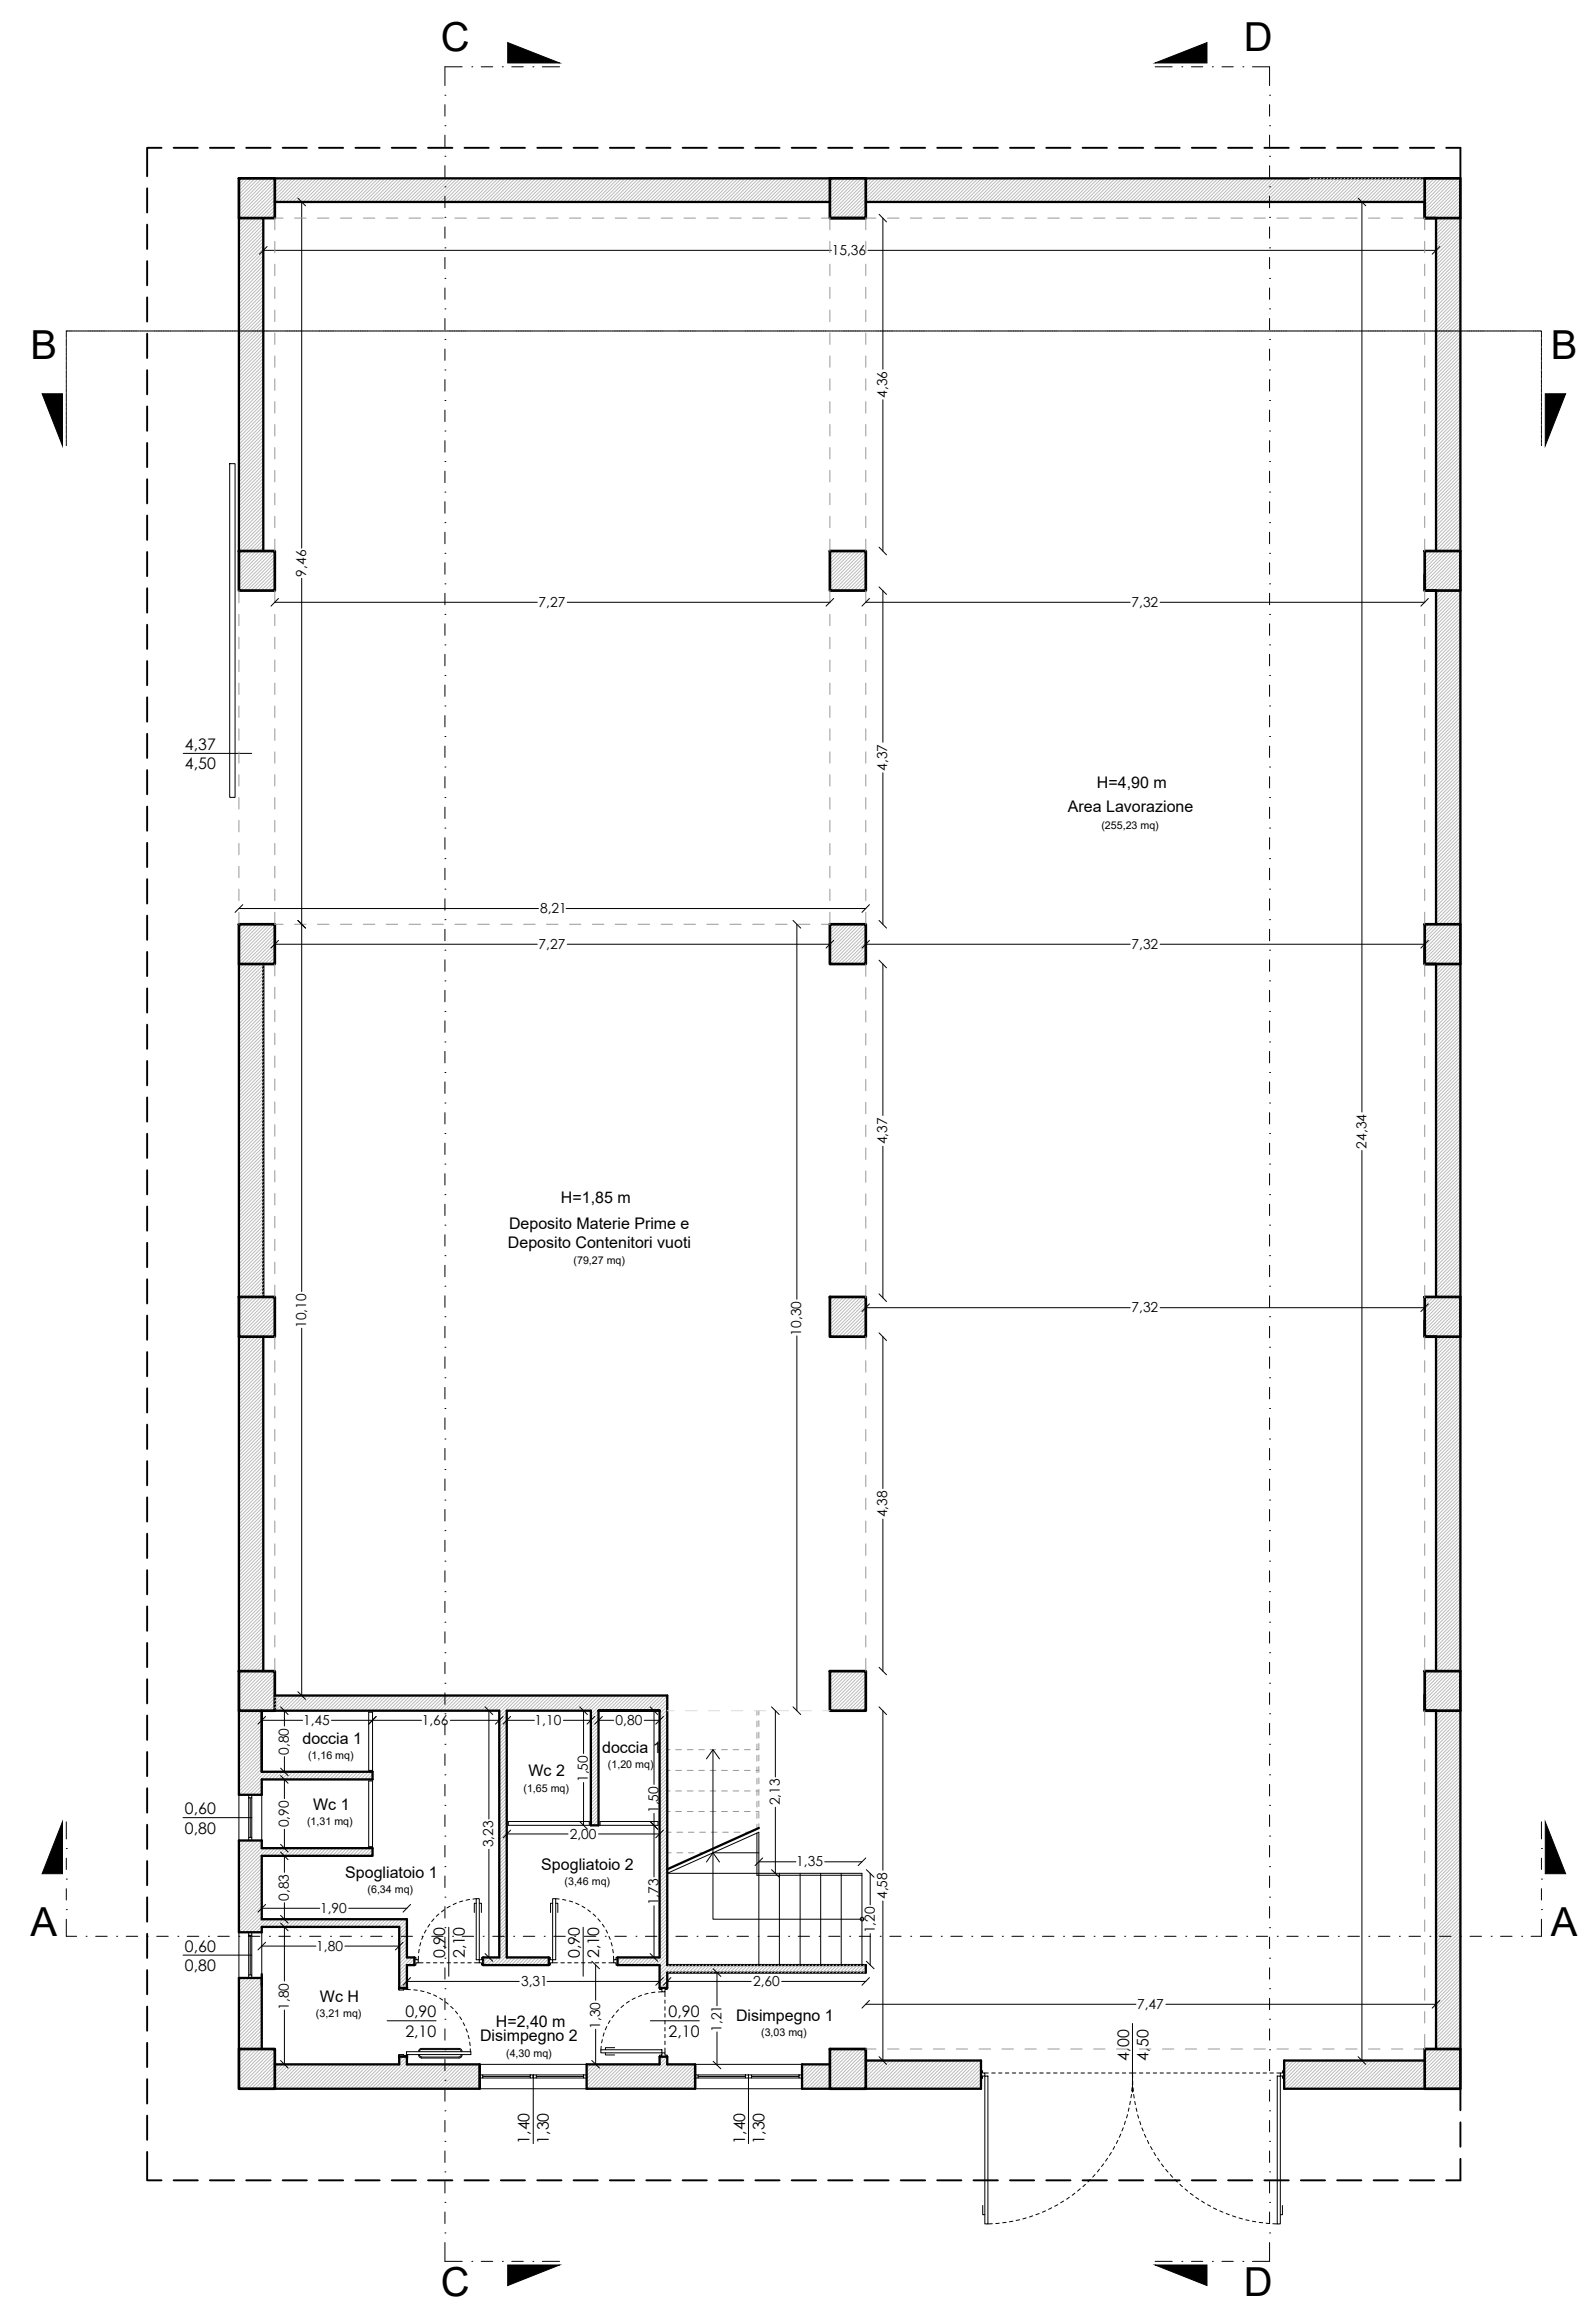 C
D
15,36
B
B
4,36
9,46
7,27
7,32
4,37
4,50
4,37
H=4,90 m
Area Lavorazione
(255,23 mq)
8,21
7,27
7,32
4,37
24,34
H=1,85 m
Deposito Materie Prime e
Deposito Contenitori vuoti
(79,27 mq)
10,10
10,30
7,32
4,38
1,45
1,66
1,10
0,80
0,80
doccia 1
(1,16 mq)
doccia 1
(1,20 mq)
Wc 2
(1,65 mq)
1,50
1,50
2,13
0,60
0,80
0,90
Wc 1
(1,31 mq)
3,23
2,00
1,35
Spogliatoio 1
(6,34 mq)
Spogliatoio 2
(3,46 mq)
0,83
1,73
4,58
1,90
1,20
A
A
0,60
0,80
1,80
0,90
2,10
0,90
2,10
3,31
2,60
1,80
Wc H
(3,21 mq)
0,90
2,10
H=2,40 m
Disimpegno 2
(4,30 mq)
1,30
0,90
2,10
1,21
Disimpegno 1
(3,03 mq)
7,47
4,00
4,50
1,40
1,30
1,40
1,30
C
D